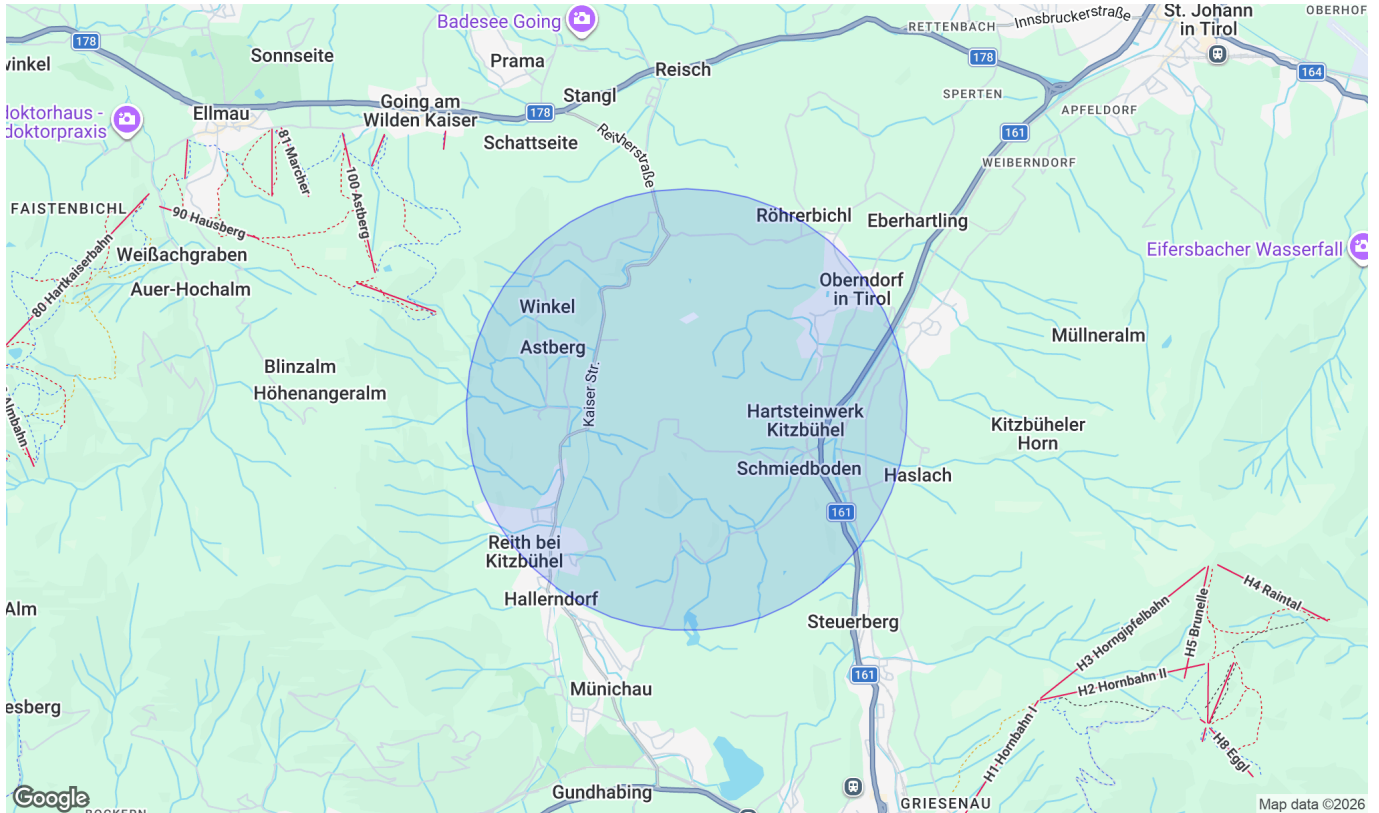 Badesee Going
St. Johann
in Tirol
OBERHOF
Innsbruckerstraße
RETTENBACH
178
Sonnseite
winkel
Prama
Reisch
178
164
SPERTEN
Stangl
Going am
Wilden Kaiser
Ellmau
178
doktorhaus -
doktorpraxis
APFELDORF
161
Schattseite
Reitherstraße
WEIBERNDORF
81 Marcher
100 Astberg
FAISTENBICHL
90 Hausberg
Röhrerbichl
Eberhartling
Weißachgraben
Eifersbacher Wasserfall
80 Hartkaiserbahn
Auer-Hochalm
Oberndorf
in Tirol
Winkel
Müllneralm
Astberg
Blinzalm
Höhenangeralm
Kaiser Str.
Almbahn
Hartsteinwerk
Kitzbühel
Kitzbüheler
Horn
Schmiedboden
Haslach
161
Reith bei
Kitzbühel
Hallerndorf
Alm
H4 Raintal
H3 Horngipfelbahn
H5 Brunelle
Steuerberg
161
H2 Hornbahn II
Münichau
esberg
H1 Hornbahn I
H8 Eggl
Gundhabing
GRIESENAU
Google
Map data ©2026